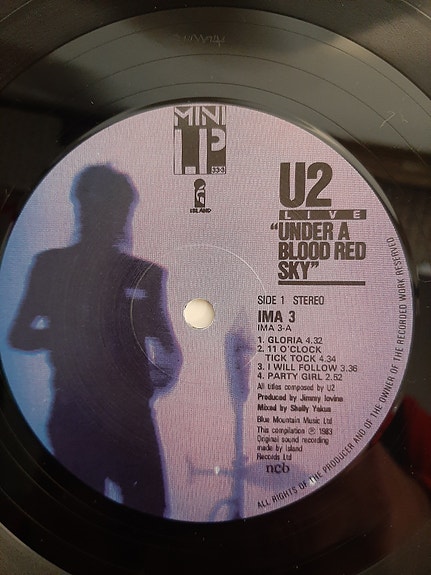 MINI
LP
33⅓
ISLAND
U2
LIVE
"UNDER A
BLOOD RED
SKY"
SIDE 1 STEREO
IMA 3
IMA 3-A
1. GLORIA 4.32
2. 11 O'CLOCK
TICK TOCK 4.34
3. I WILL FOLLOW 3.36
4. PARTY GIRL 2.52
All titles composed by U2
Produced by Jimmy Iovine
Mixed by Shelly Yakus
Blue Mountain Music Ltd
This compilation ℗ 1983
Original sound recording
made by Island
Records Ltd
ncb
ALL RIGHTS OF THE PRODUCER AND OF THE OWNER OF THE RECORDED WORK RESERVED